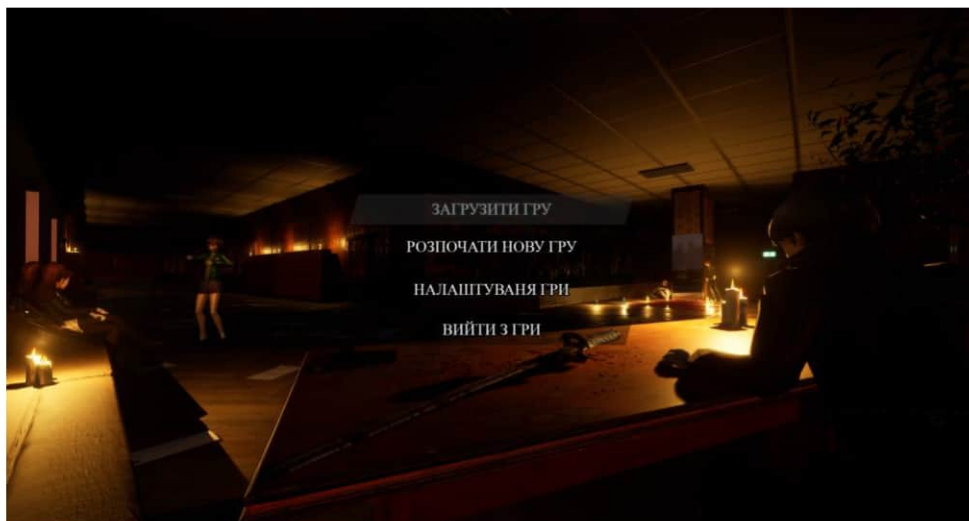 ЗАГРУЗИТИ ГРУ
РОЗПОЧАТИ НОВУ ГРУ
НАЛАШТУВАНЯ ГРИ
ВИЙТИ З ГРИ